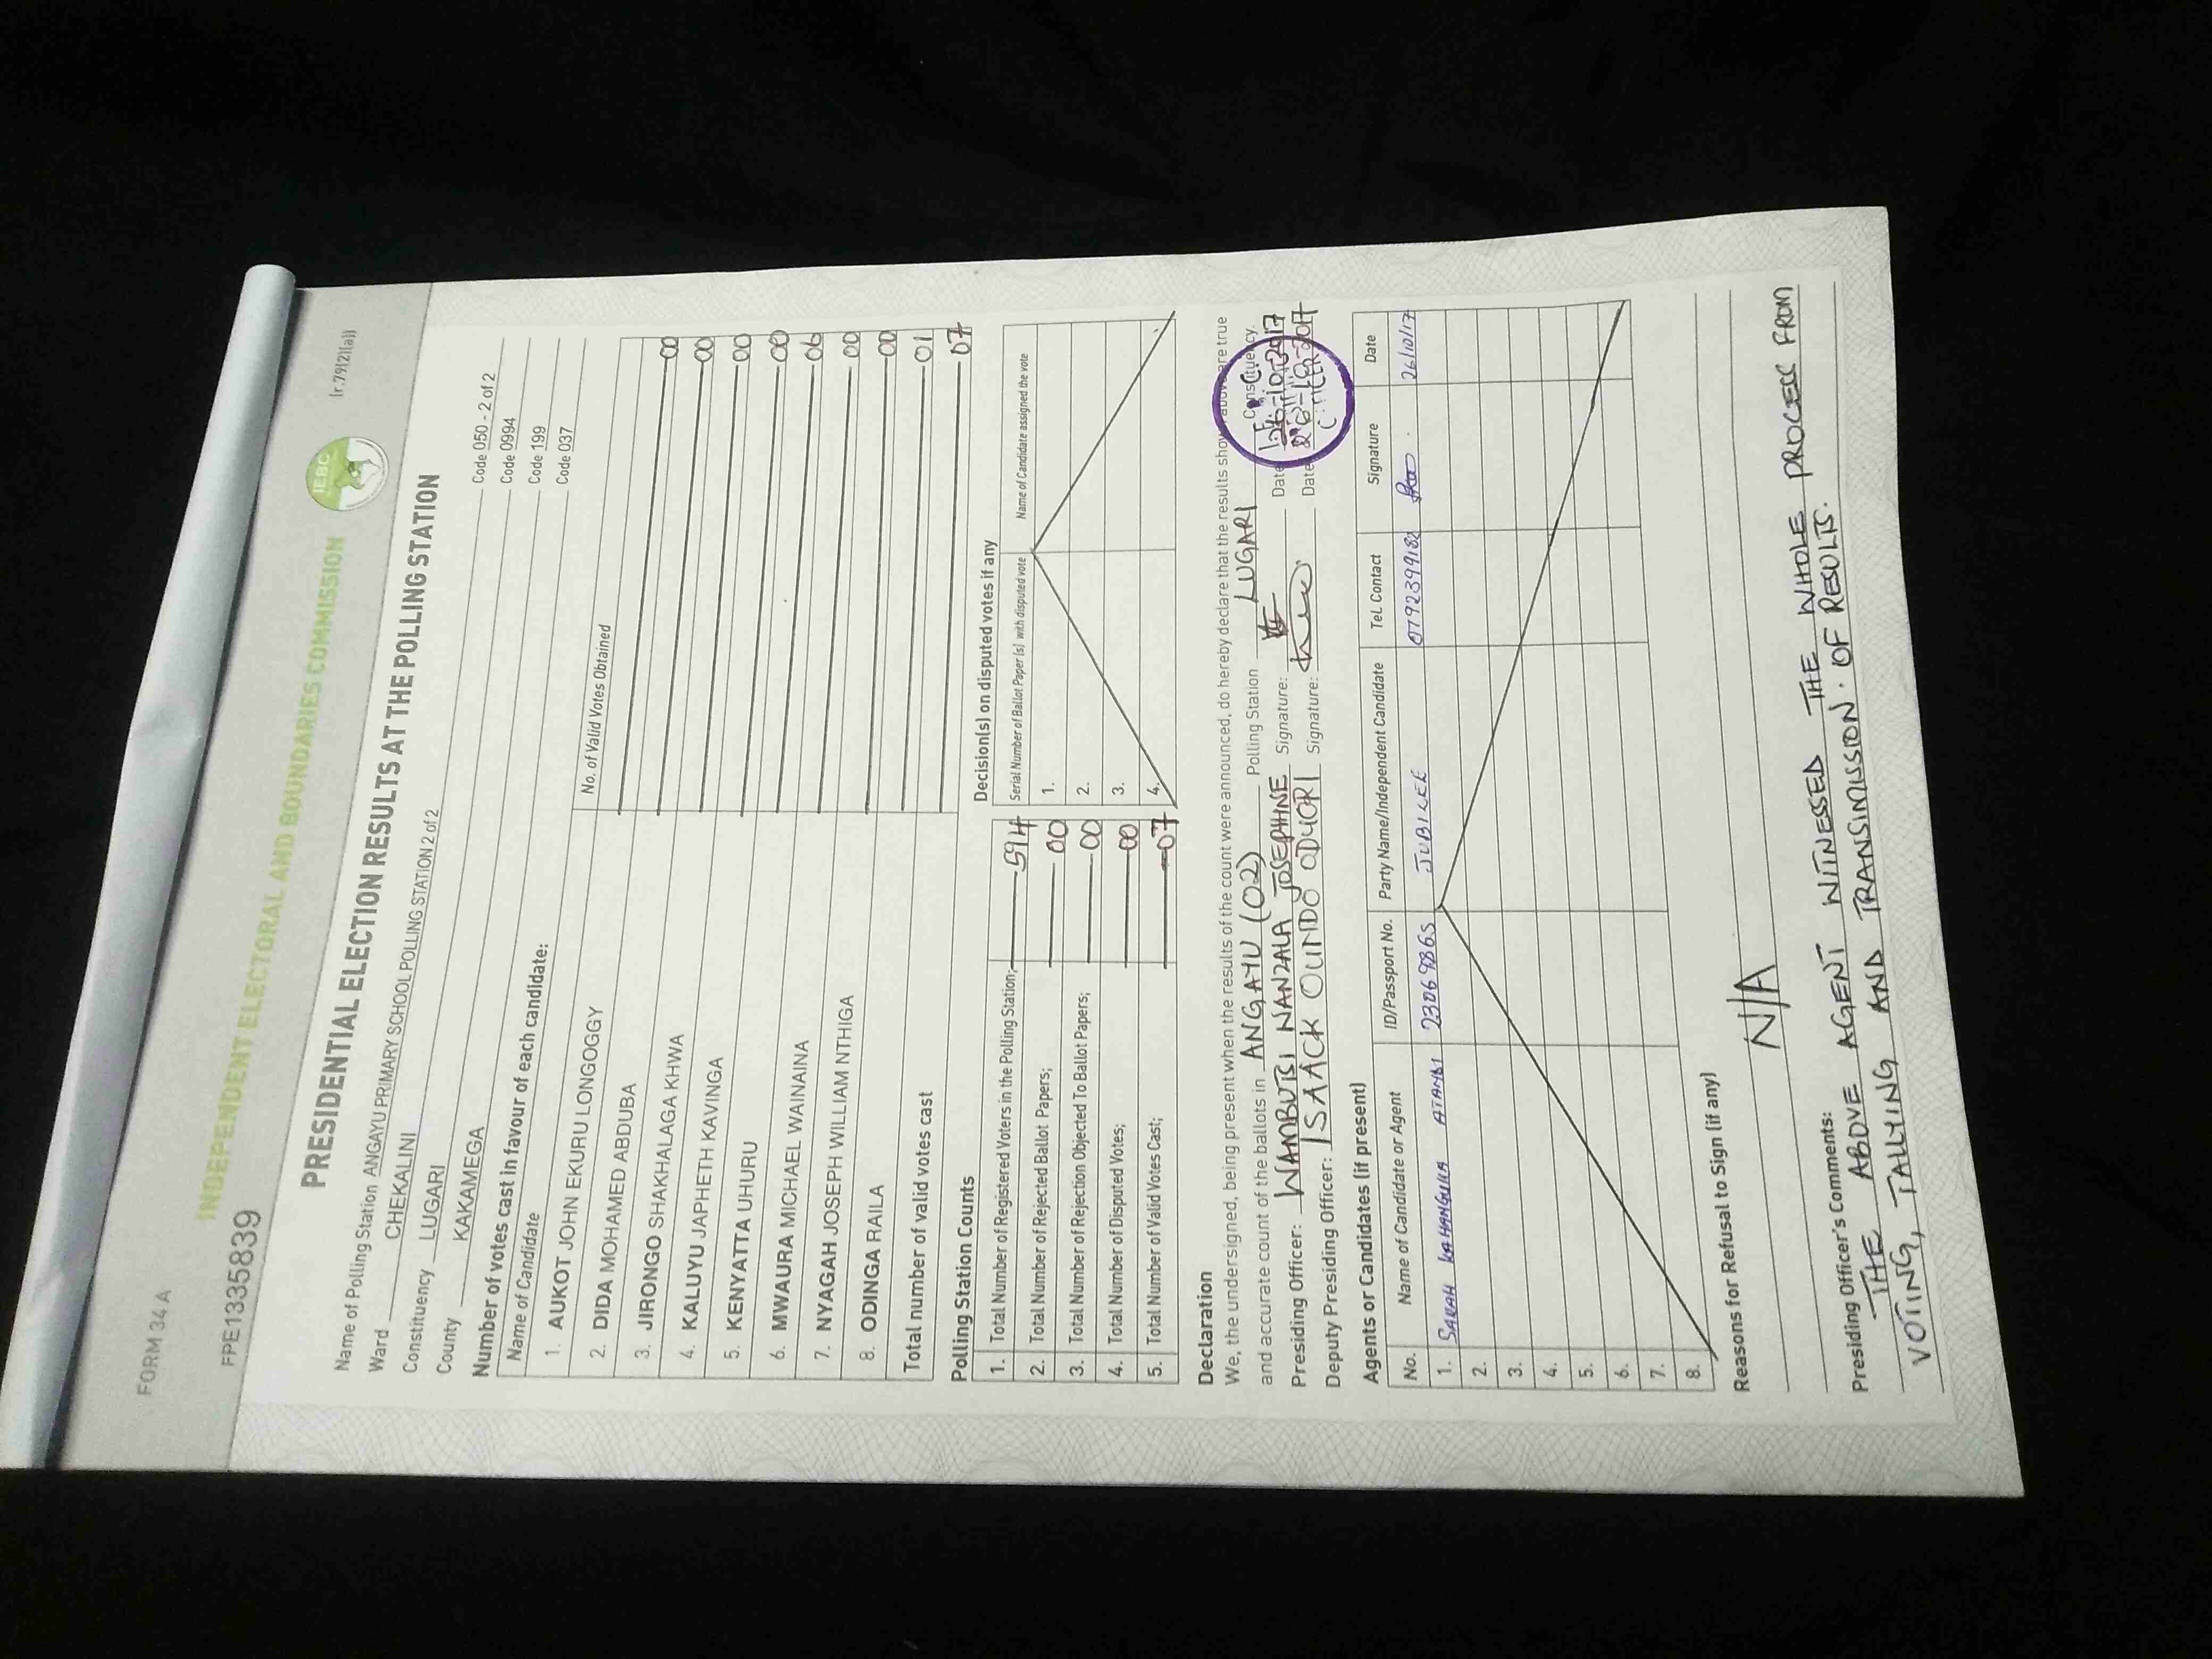 FORM 34 A
(r.79(2)(a))
FPE1335839
INDEPENDENT ELECTORAL AND BOUNDARIES COMMISSION
IEBC
PRESIDENTIAL ELECTION RESULTS AT THE POLLING STATION
Name of Polling Station ANGAYU PRIMARY SCHOOL POLLING STATION 2 of 2 Code 050 - 2 of 2
Ward CHEKALINI Code 0994
Constituency LUGARI Code 199
County KAKAMEGA Code 037
Number of votes cast in favour of each candidate:
Name of Candidate No. of Valid Votes Obtained
1. AUKOT JOHN EKURU LONGOGGY 00
2. DIDA MOHAMED ABDUBA 00
3. JIRONGO SHAKHALAGA KHWA 00
4. KALUYU JAPHETH KAVINGA 00
5. KENYATTA UHURU 06
6. MWAURA MICHAEL WAINAINA 00
7. NYAGAH JOSEPH WILLIAM NTHIGA 00
8. ODINGA RAILA 01
Total number of valid votes cast 07
Polling Station Counts
1. Total Number of Registered Voters in the Polling Station; 514
2. Total Number of Rejected Ballot Papers; 00
3. Total Number of Rejection Objected To Ballot Papers; 00
4. Total Number of Disputed Votes; 00
5. Total Number of Valid Votes Cast; 07
Decision(s) on disputed votes if any
Serial Number of Ballot Paper (s) with disputed vote Name of Candidate assigned the vote
1.
2.
3.
4.
Declaration
We, the undersigned, being present when the results of the count were announced, do hereby declare that the results shown above are true
and accurate count of the ballots in ANGAYU (02) Polling Station LUGARI Constituency.
Presiding Officer: WAMBUTSI NANZALA JOSEPHINE Signature: Date 26-10-2017
Deputy Presiding Officer: ISAACK OUNDO ODUORI Signature: Date 26-10-2017
Agents or Candidates (if present)
No. Name of Candidate or Agent ID/Passport No. Party Name/Independent Candidate Tel. Contact Signature Date
1. SARAH ATAMBI 23069865 JUBILEE 0792399182 26/10/17
2.
3.
4.
5.
6.
7.
8.
Reasons for Refusal to Sign (if any)
N/A
Presiding Officer's Comments:
THE ABOVE AGENT WITNESSED THE WHOLE PROCESS FROM
VOTING, TALLYING AND TRANSIMISSION. OF RESULTS.